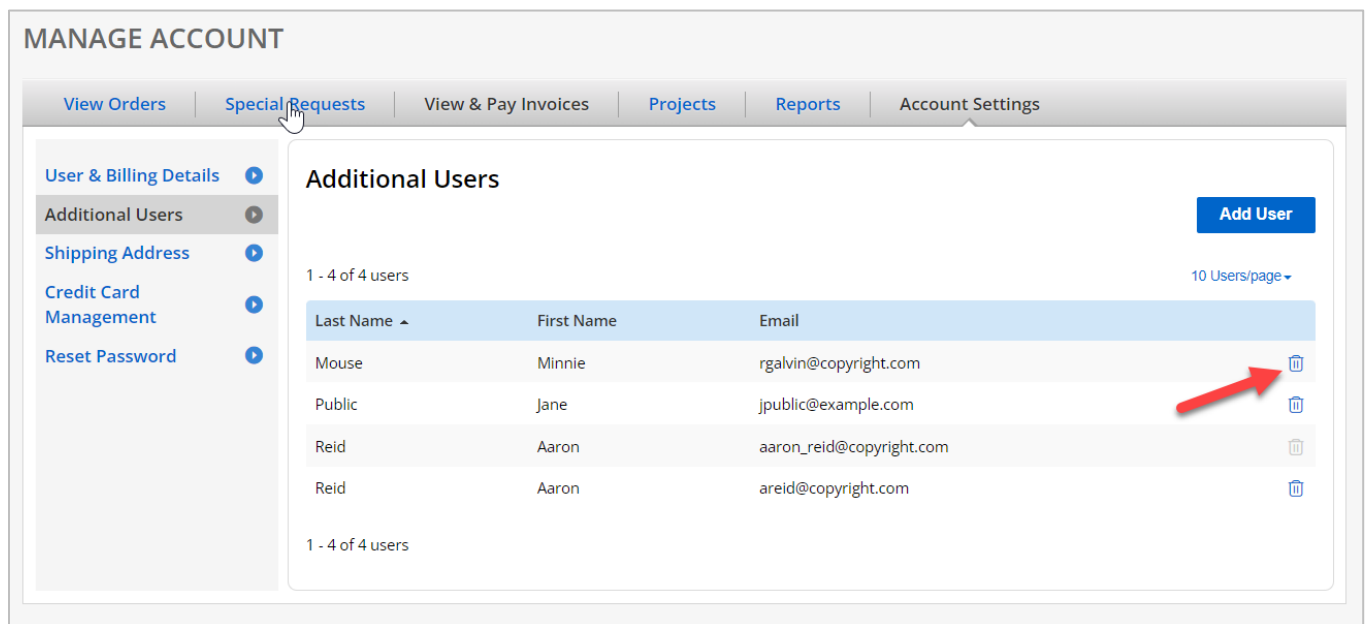 MANAGE ACCOUNT
View Orders Special Requests View & Pay Invoices Projects Reports Account Settings
User & Billing Details
Additional Users
Shipping Address
Credit Card
Management
Reset Password
Additional Users
Add User
1 - 4 of 4 users 10 Users/page
Last Name First Name Email
Mouse Minnie rgalvin@copyright.com
Public Jane jpublic@example.com
Reid Aaron aaron_reid@copyright.com
Reid Aaron areid@copyright.com
1 - 4 of 4 users